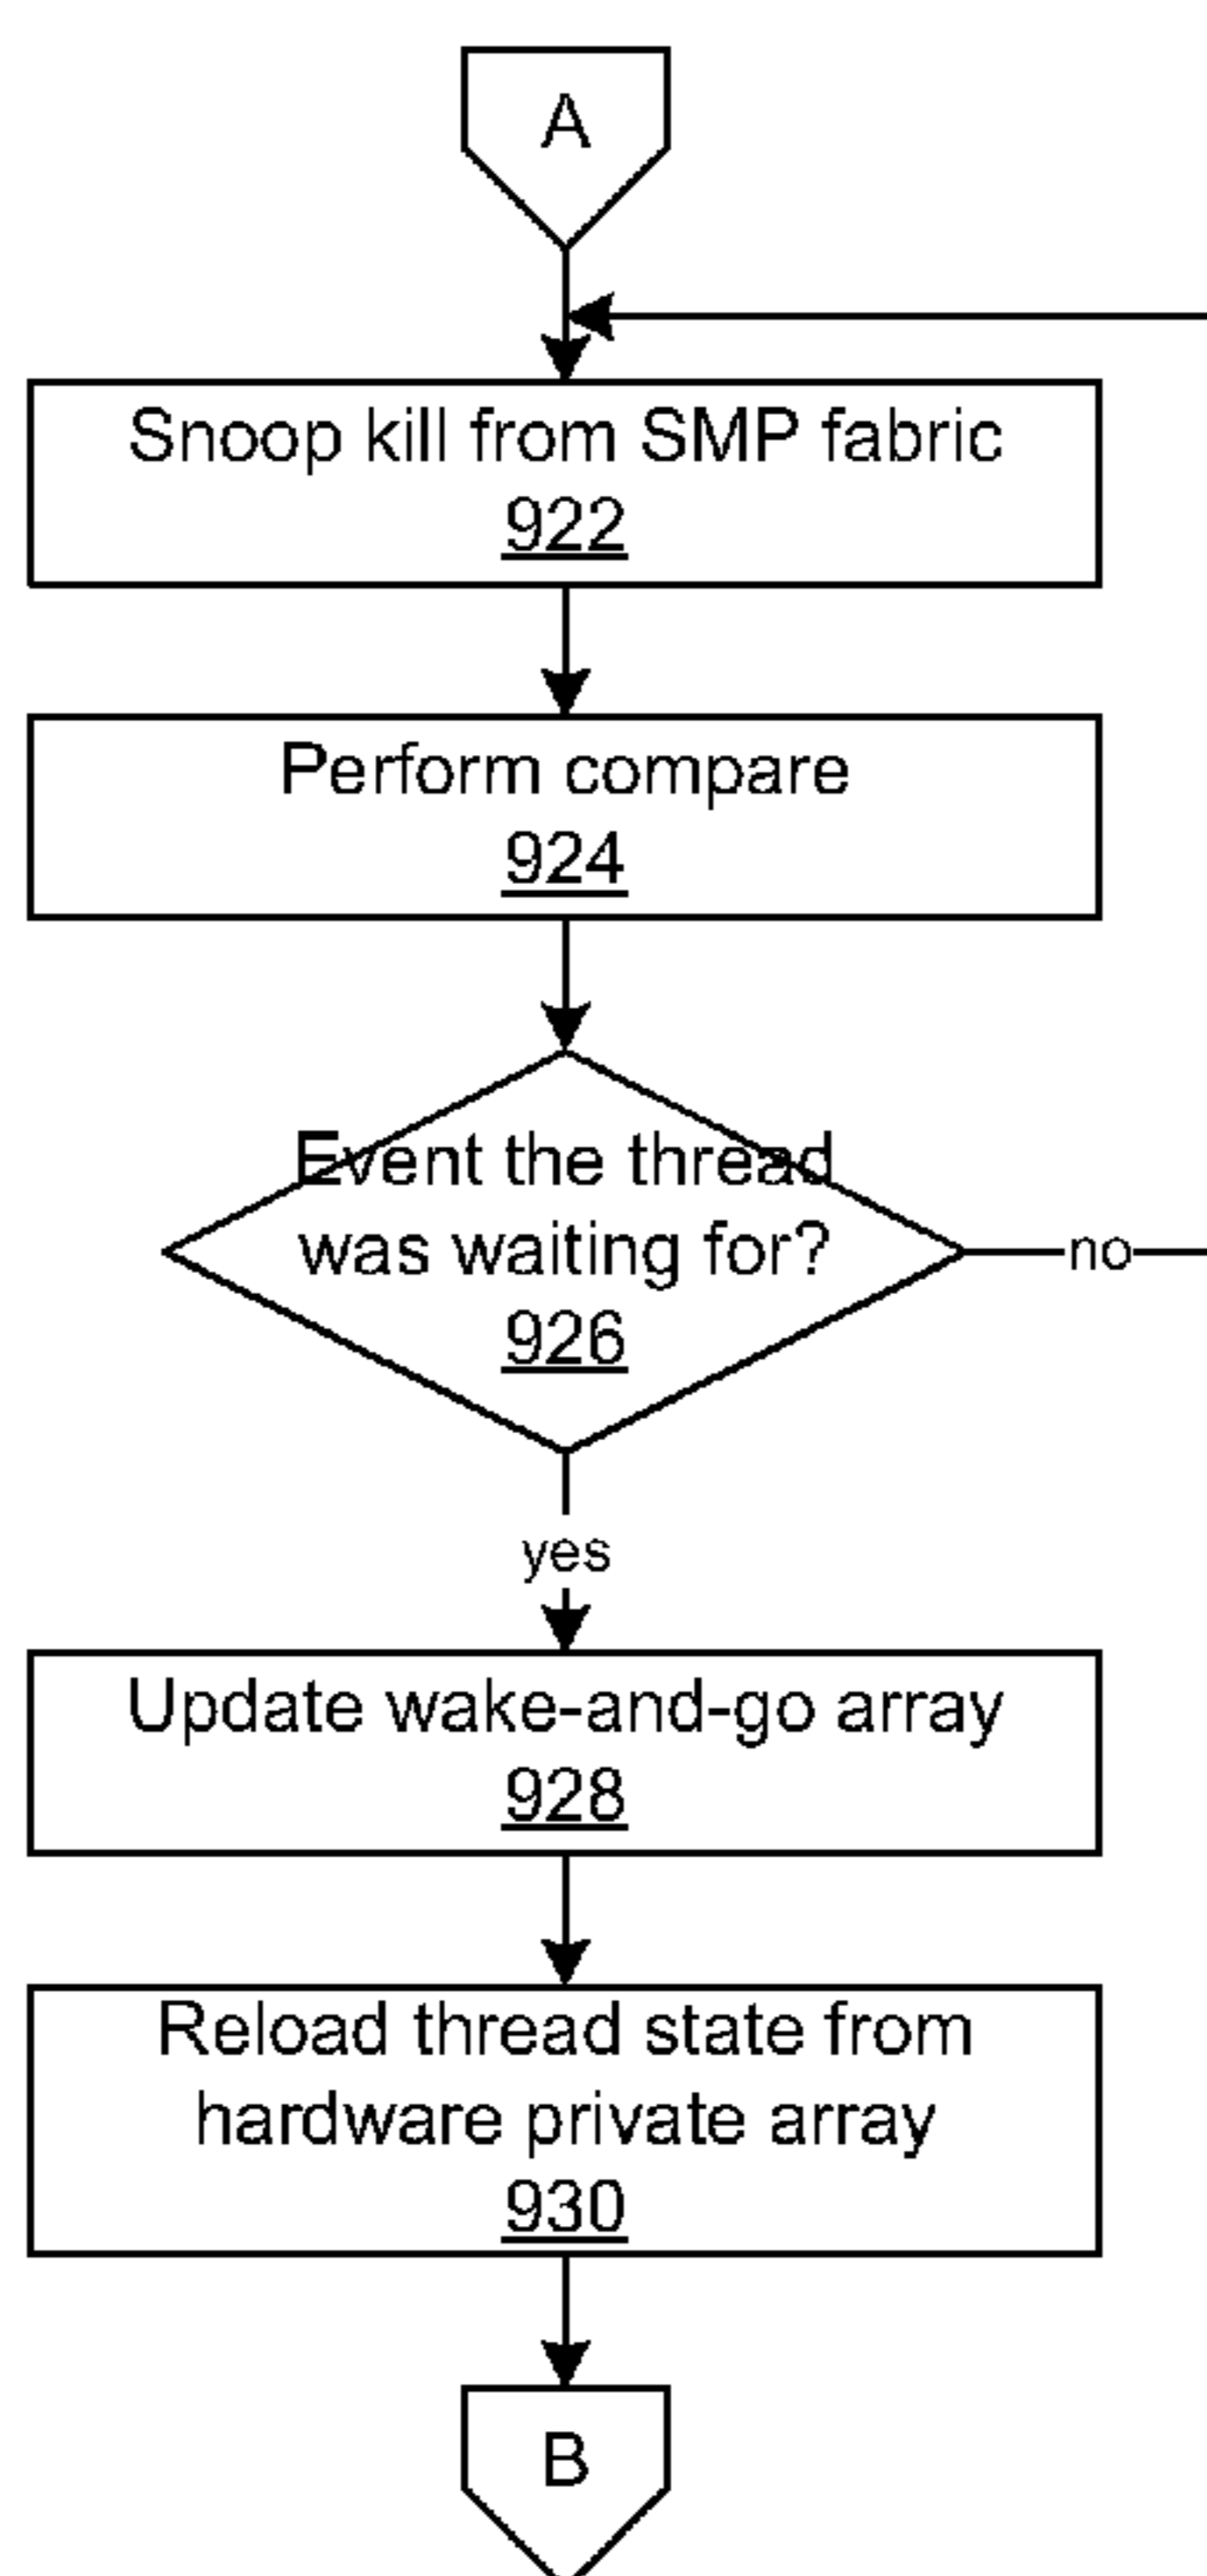 A
Snoop kill from SMP fabric
922
Perform compare
924
Event the thread
was waiting for?
926
no
yes
Update wake-and-go array
928
Reload thread state from
hardware private array
930
B